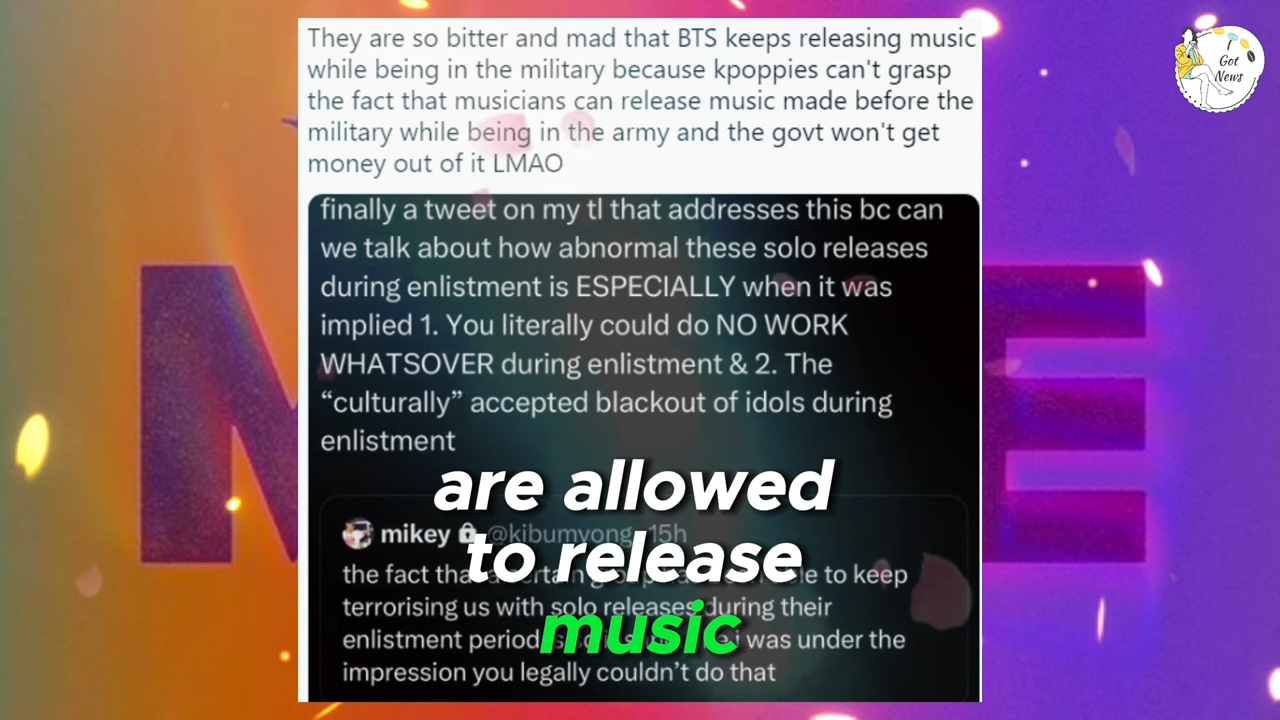 They are so bitter and mad that BTS keeps releasing music
while being in the military because kpoppies can't grasp
the fact that musicians can release music made before the
military while being in the army and the govt won't get
money out of it LMAO
finally a tweet on my tl that addresses this bc can
we talk about how abnormal these solo releases
during enlistment is ESPECIALLY when it was
implied 1. You literally could do NO WORK
WHATSOVER during enlistment & 2. The
“culturally” accepted blackout of idols during
enlistment
mikey @kibumyong 15h
the fact to keep
terrorising us with solo releases during their
enlistment period i was under the
impression you legally couldn't do that
are allowed
to release
music
I
Got
News
M E